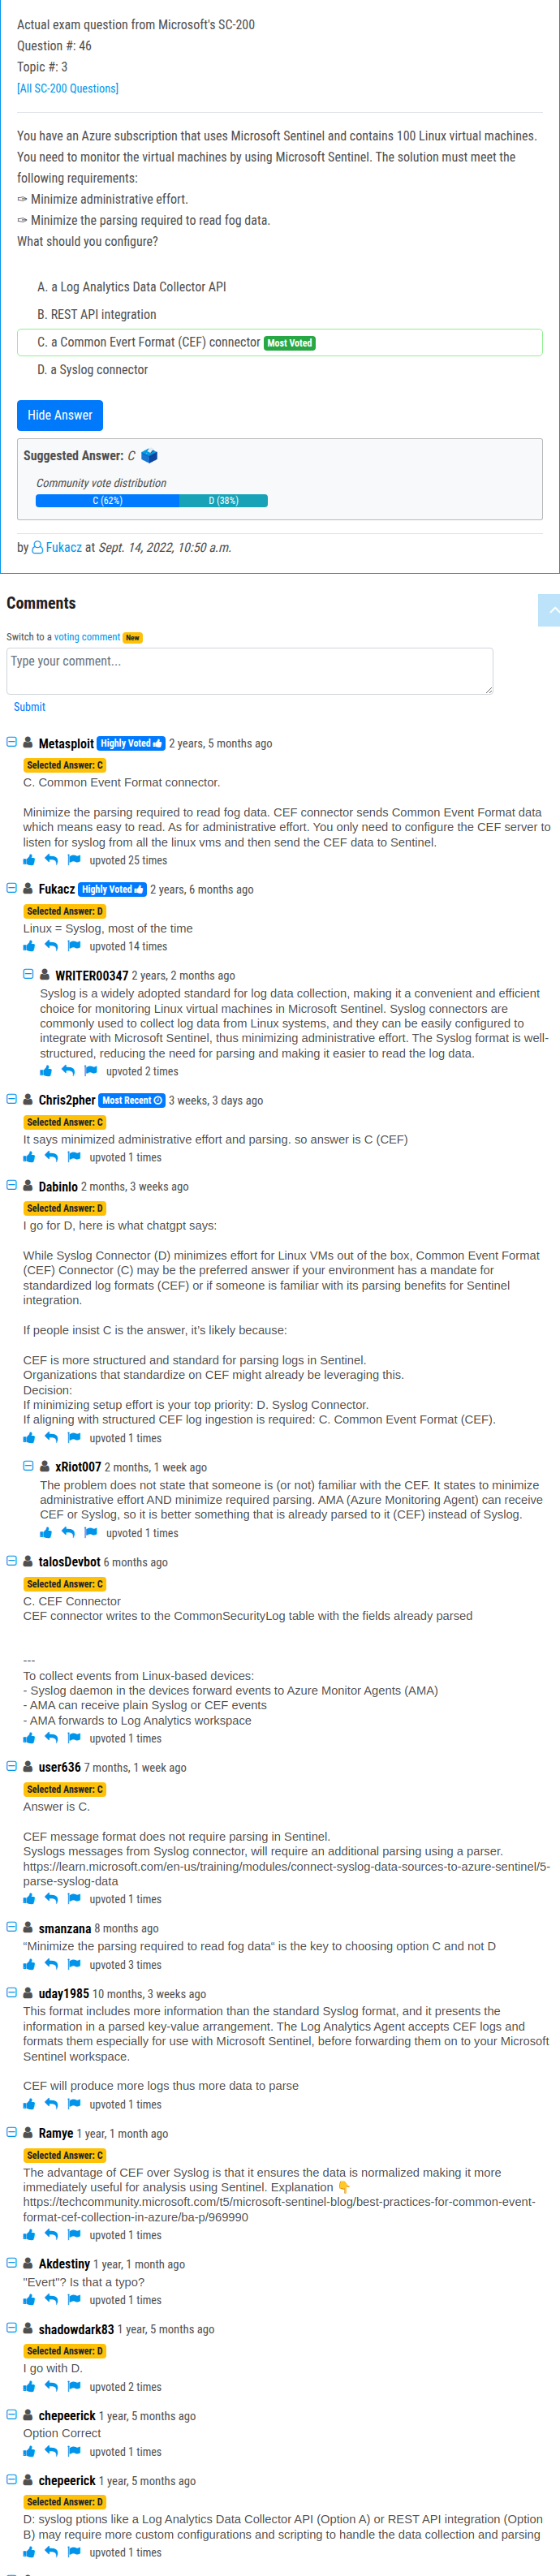 Actual exam question from Microsoft's SC-200
Question #: 46
Topic #: 3
[All SC-200 Questions]
You have an Azure subscription that uses Microsoft Sentinel and contains 100 Linux virtual machines.
You need to monitor the virtual machines by using Microsoft Sentinel. The solution must meet the
following requirements:
✑ Minimize administrative effort.
✑ Minimize the parsing required to read fog data.
What should you configure?
A. a Log Analytics Data Collector API
B. REST API integration
C. a Common Evert Format (CEF) connector Most Voted
D. a Syslog connector
Hide Answer
Suggested Answer: C
Community vote distribution
C (62%) D (38%)
by Fukacz at Sept. 14, 2022, 10:50 a.m.
Comments
Switch to a voting comment New
Type your comment...
Submit
Metasploit Highly Voted 2 years, 5 months ago
Selected Answer: C
C. Common Event Format connector.
Minimize the parsing required to read fog data. CEF connector sends Common Event Format data
which means easy to read. As for administrative effort. You only need to configure the CEF server to
listen for syslog from all the linux vms and then send the CEF data to Sentinel.
upvoted 25 times
Fukacz Highly Voted 2 years, 6 months ago
Selected Answer: D
Linux = Syslog, most of the time
upvoted 14 times
WRITER00347 2 years, 2 months ago
Syslog is a widely adopted standard for log data collection, making it a convenient and efficient
choice for monitoring Linux virtual machines in Microsoft Sentinel. Syslog connectors are
commonly used to collect log data from Linux systems, and they can be easily configured to
integrate with Microsoft Sentinel, thus minimizing administrative effort. The Syslog format is well-
structured, reducing the need for parsing and making it easier to read the log data.
upvoted 2 times
Chris2pher Most Recent 3 weeks, 3 days ago
Selected Answer: C
It says minimized administrative effort and parsing. so answer is C (CEF)
upvoted 1 times
Dabinlo 2 months, 3 weeks ago
Selected Answer: D
I go for D, here is what chatgpt says:
While Syslog Connector (D) minimizes effort for Linux VMs out of the box, Common Event Format
(CEF) Connector (C) may be the preferred answer if your environment has a mandate for
standardized log formats (CEF) or if someone is familiar with its parsing benefits for Sentinel
integration.
If people insist C is the answer, it’s likely because:
CEF is more structured and standard for parsing logs in Sentinel.
Organizations that standardize on CEF might already be leveraging this.
Decision:
If minimizing setup effort is your top priority: D. Syslog Connector.
If aligning with structured CEF log ingestion is required: C. Common Event Format (CEF).
upvoted 1 times
xRiot007 2 months, 1 week ago
The problem does not state that someone is (or not) familiar with the CEF. It states to minimize
administrative effort AND minimize required parsing. AMA (Azure Monitoring Agent) can receive
CEF or Syslog, so it is better something that is already parsed to it (CEF) instead of Syslog.
upvoted 1 times
talosDevbot 6 months ago
Selected Answer: C
C. CEF Connector
CEF connector writes to the CommonSecurityLog table with the fields already parsed
---
To collect events from Linux-based devices:
- Syslog daemon in the devices forward events to Azure Monitor Agents (AMA)
- AMA can receive plain Syslog or CEF events
- AMA forwards to Log Analytics workspace
upvoted 1 times
user636 7 months, 1 week ago
Selected Answer: C
Answer is C.
CEF message format does not require parsing in Sentinel.
Syslogs messages from Syslog connector, will require an additional parsing using a parser.
https://learn.microsoft.com/en-us/training/modules/connect-syslog-data-sources-to-azure-sentinel/5-
parse-syslog-data
upvoted 1 times
smanzana 8 months ago
“Minimize the parsing required to read fog data“ is the key to choosing option C and not D
upvoted 3 times
uday1985 10 months, 3 weeks ago
This format includes more information than the standard Syslog format, and it presents the
information in a parsed key-value arrangement. The Log Analytics Agent accepts CEF logs and
formats them especially for use with Microsoft Sentinel, before forwarding them on to your Microsoft
Sentinel workspace.
CEF will produce more logs thus more data to parse
upvoted 1 times
Ramye 1 year, 1 month ago
Selected Answer: C
The advantage of CEF over Syslog is that it ensures the data is normalized making it more
immediately useful for analysis using Sentinel. Explanation 👇
https://techcommunity.microsoft.com/t5/microsoft-sentinel-blog/best-practices-for-common-event-
format-cef-collection-in-azure/ba-p/969990
upvoted 1 times
Akdestiny 1 year, 1 month ago
"Evert"? Is that a typo?
upvoted 1 times
shadowdark83 1 year, 5 months ago
Selected Answer: D
I go with D.
upvoted 2 times
chepeerick 1 year, 5 months ago
Option Correct
upvoted 1 times
chepeerick 1 year, 5 months ago
Selected Answer: D
D: syslog ptions like a Log Analytics Data Collector API (Option A) or REST API integration (Option
B) may require more custom configurations and scripting to handle the data collection and parsing
upvoted 1 times